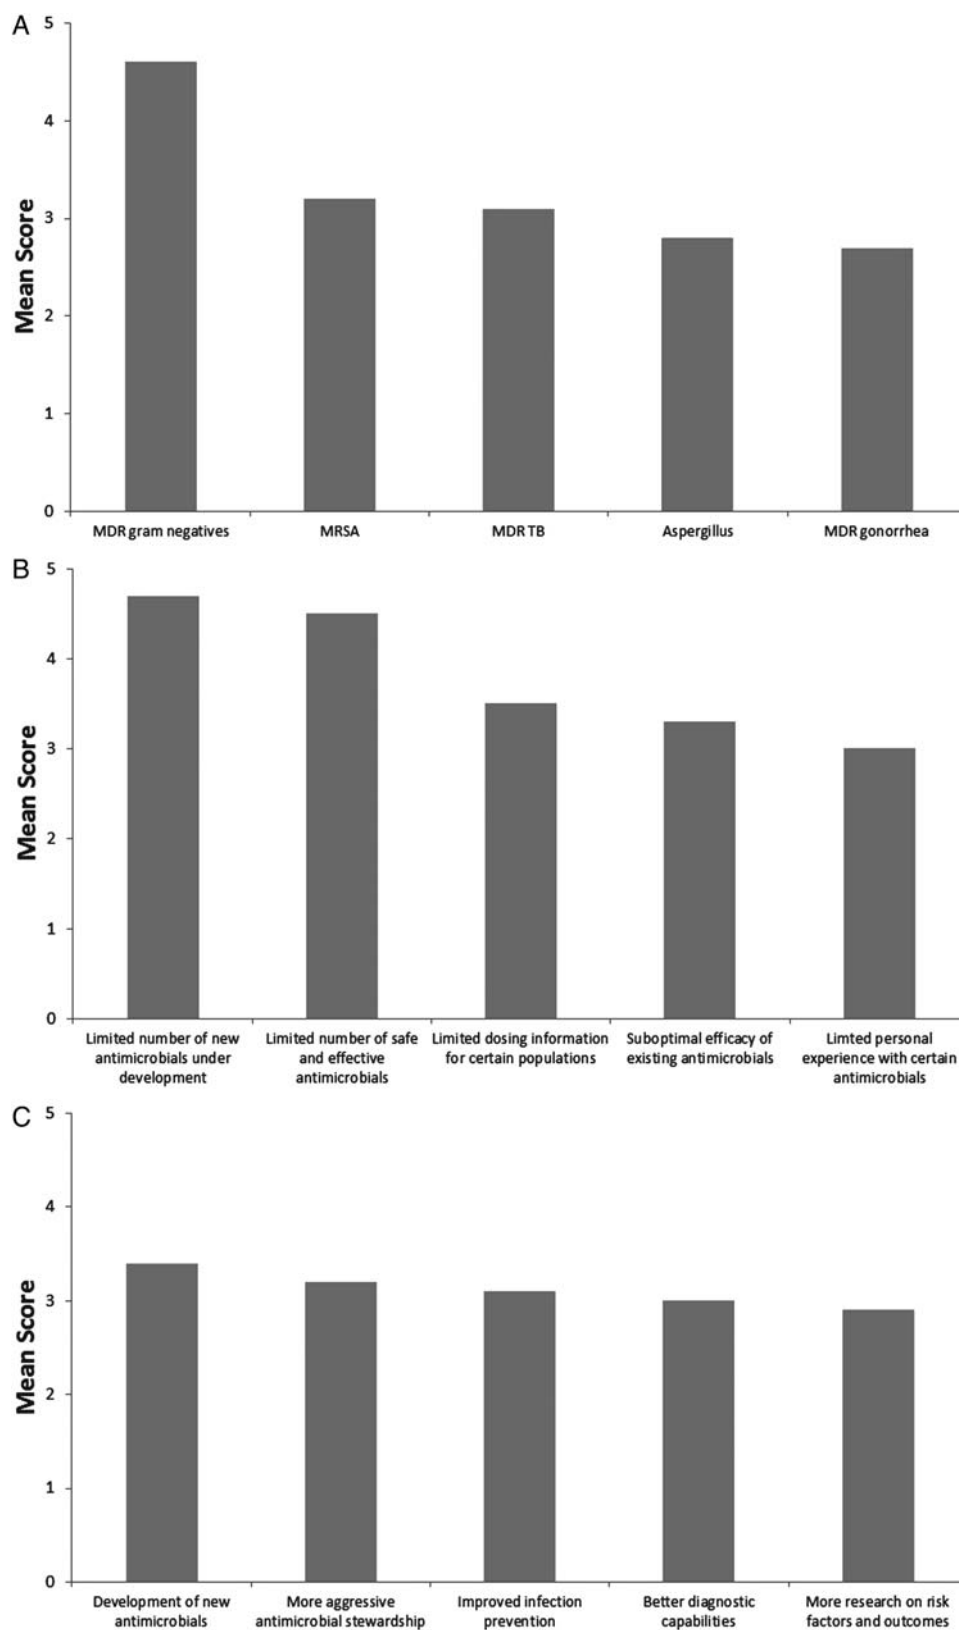 A
5
4
3
2
1
0
Mean Score
MDR gram negatives
MRSA
MDR TB
Aspergillus
MDR gonorrhea
B
5
4
3
2
1
0
Mean Score
Limited number of new
antimicrobials under
development
Limited number of safe
and effective
antimicrobials
Limited dosing information
for certain populations
Suboptimal efficacy of
existing antimicrobials
Limted personal
experience with certain
antimicrobials
C
5
4
3
2
1
0
Mean Score
Development of new
antimicrobials
More aggressive
antimicrobial stewardship
Improved infection
prevention
Better diagnostic
capabilities
More research on risk
factors and outcomes